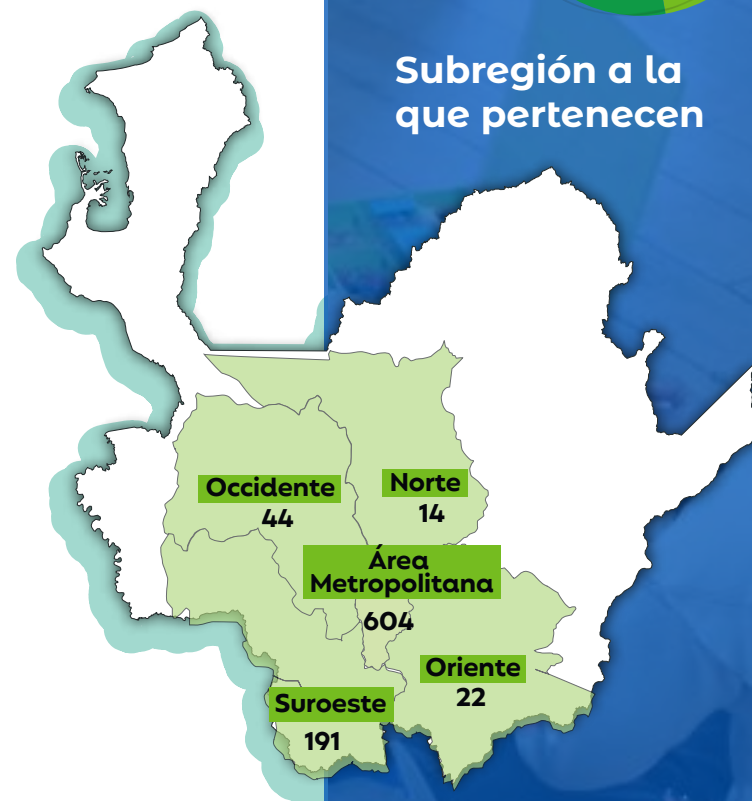 Subregión a la
que pertenecen
Occidente
44
Norte
14
Área
Metropolitana
604
Oriente
22
Suroeste
191